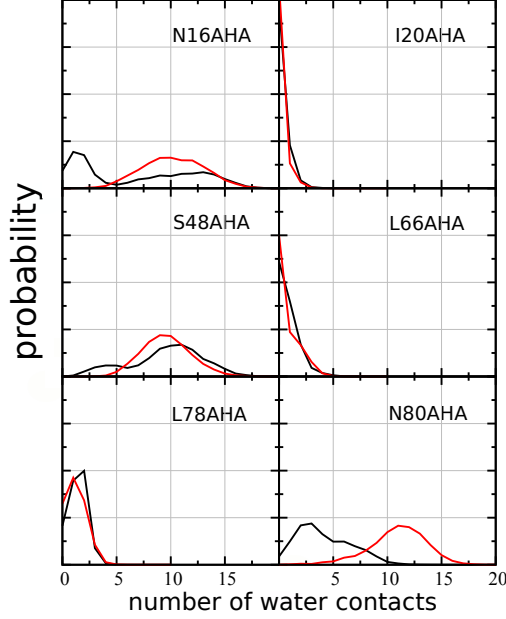 N16AHA I20AHA
S48AHA L66AHA
L78AHA N80AHA
probability
0 5 10 15 5 10 15 20
number of water contacts